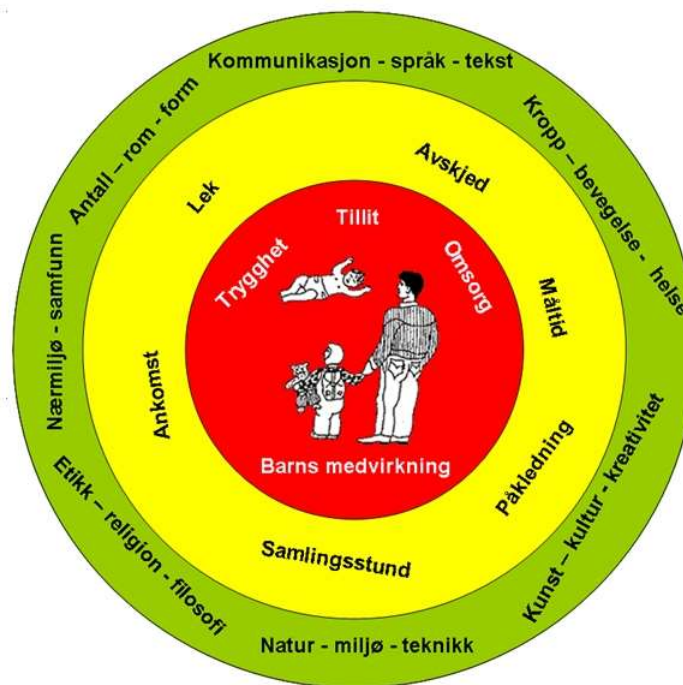 Kommunikasjon - språk - tekst
Kropp – bevegelse - helse
Kunst – kultur - kreativitet
Natur - miljø - teknikk
Etikk – religion - filosofi
Nærmiljø - samfunn
Antall – rom - form
Lek
Avskjed
Måltid
Påkledning
Samlingsstund
Ankomst
Trygghet
Tillit
Omsorg
Barns medvirkning